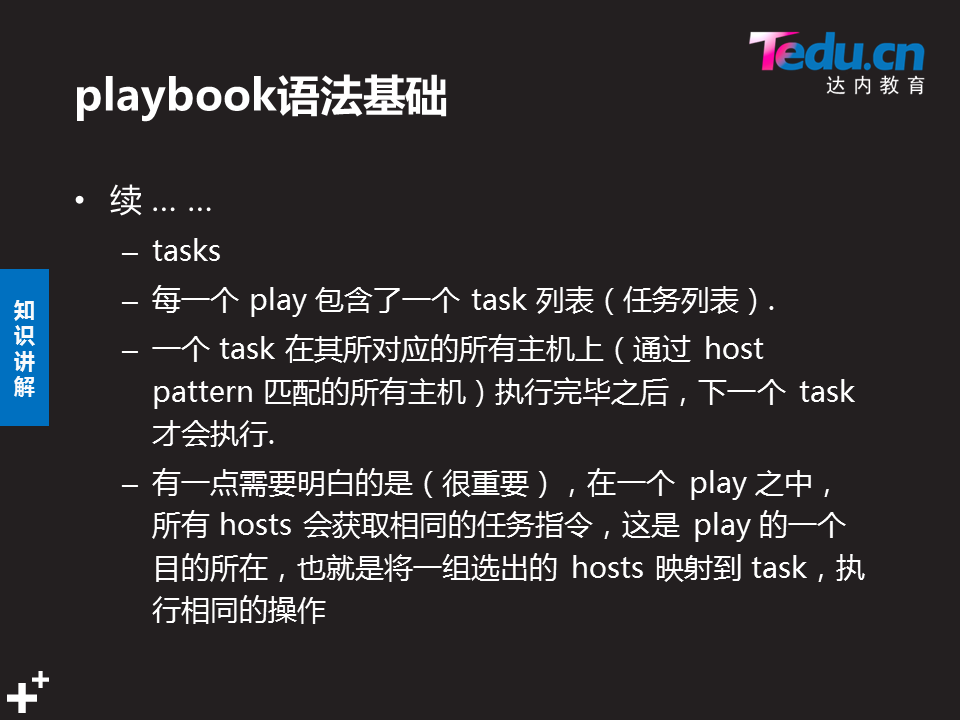 Tedu.cn
达内教育
playbook语法基础
• 续 … …
– tasks
– 每一个 play 包含了一个 task 列表（任务列表）.
– 一个 task 在其所对应的所有主机上（通过 host
pattern 匹配的所有主机）执行完毕之后，下一个 task
才会执行.
– 有一点需要明白的是（很重要），在一个 play 之中，
所有 hosts 会获取相同的任务指令，这是 play 的一个
目的所在，也就是将一组选出的 hosts 映射到 task，执
行相同的操作
知
识
讲
解